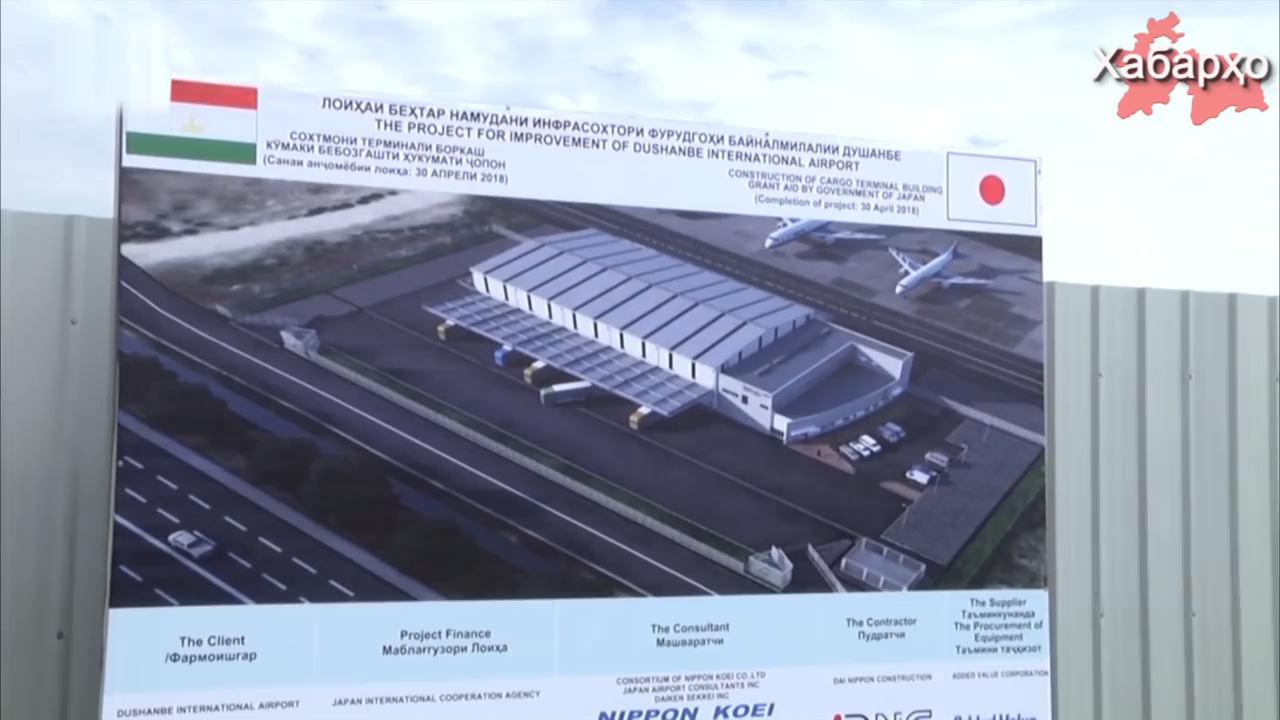 Хабарҳо
ЛОИҲАИ БЕҲТАР НАМУДАНИ ИНФРАСОХТОРИ ФУРУДГОҲИ БАЙНАЛМИЛАЛИИ ДУШАНБЕ
THE PROJECT FOR IMPROVEMENT OF DUSHANBE INTERNATIONAL AIRPORT
СОХТМОНИ ТЕРМИНАЛИ БОРКАШ
КӮМАКИ БЕБОЗГАШТИ ҲУКУМАТИ ҶОПОН
(Санаи анҷомёбии лоиҳа: 30 АПРЕЛИ 2018)
CONSTRUCTION OF CARGO TERMINAL BUILDING
GRANT AID BY GOVERNMENT OF JAPAN
(Completion of project: 30 April 2018)
The Client
/Фармоишгар
Project Finance
Маблағгузори Лоиҳа
The Consultant
Машваратчи
The Contractor
Пудратчи
The Supplier
Таъминкунанда
The Procurement of
Equipment
Таъмини таҷҳизот
DUSHANBE INTERNATIONAL AIRPORT
JAPAN INTERNATIONAL COOPERATION AGENCY
CONSORTIUM OF NIPPON KOEI CO.,LTD
JAPAN AIRPORT CONSULTANTS INC
DAIKEN SEKKEI INC
NIPPON KOEI
DAI NIPPON CONSTRUCTION
ADDED VALUE CORPORATION